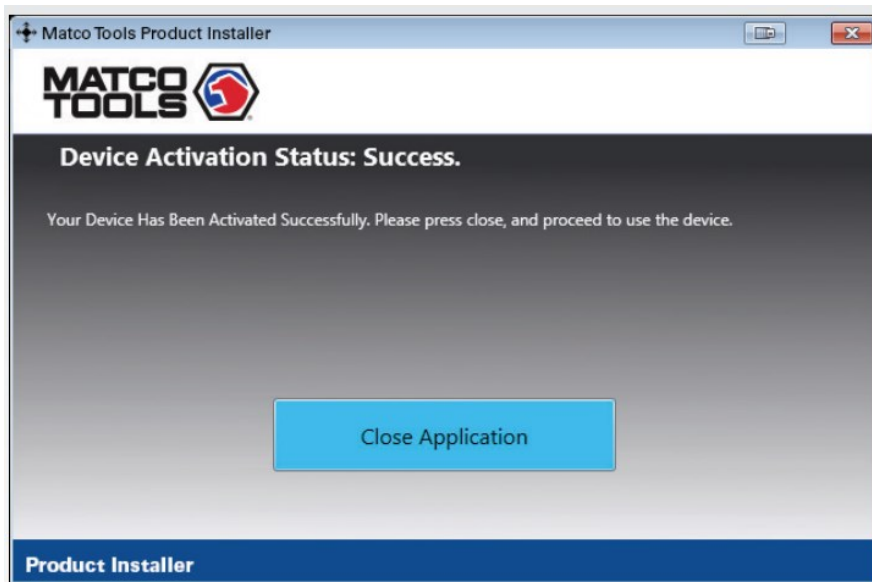 Matco Tools Product Installer
MATCO
TOOLS
Device Activation Status: Success.
Your Device Has Been Activated Successfully. Please press close, and proceed to use the device.
Close Application
Product Installer